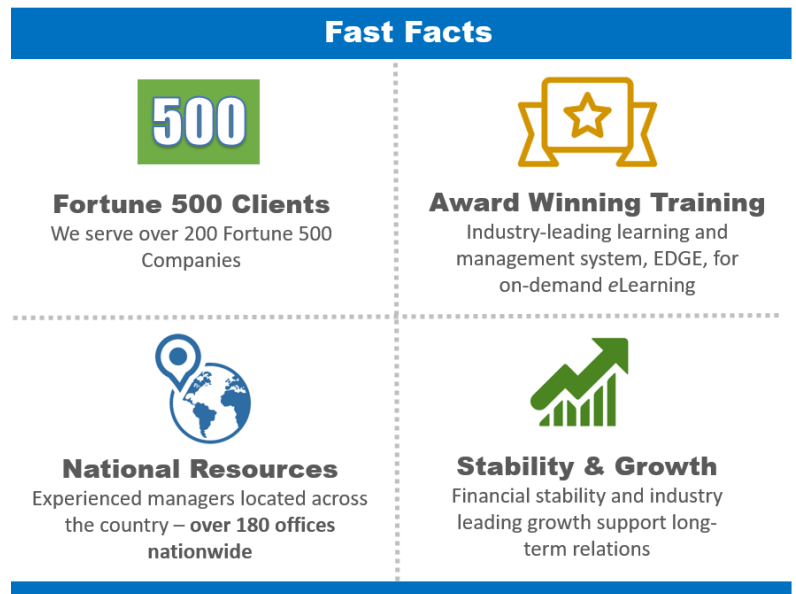 Fast Facts
500
Fortune 500 Clients
We serve over 200 Fortune 500
Companies
Award Winning Training
Industry-leading learning and
management system, EDGE, for
on-demand eLearning
National Resources
Experienced managers located across
the country – over 180 offices
nationwide
Stability & Growth
Financial stability and industry
leading growth support long-
term relations